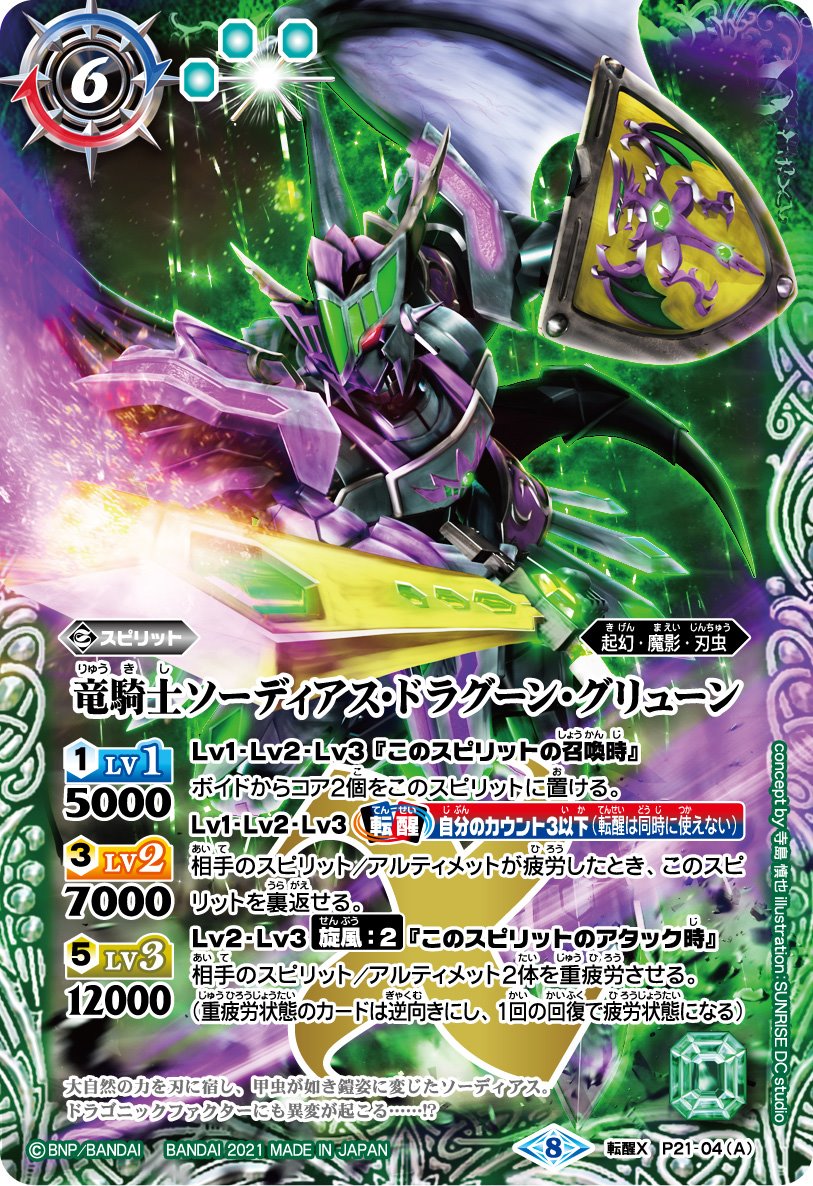 6
スピリット
起幻・魔影・刃虫
竜騎士ソーディアス・ドラグーン・グリューン
1 LV1
5000
3 LV2
7000
5 LV3
12000
Lv1・Lv2・Lv3『このスピリットの召喚時』
ボイドからコア2個をこのスピリットに置ける。
Lv1・Lv2・Lv3 転醒 自分のカウント3以下(転醒は同時に使えない)
相手のスピリット/アルティメットが疲労したとき、このスピ
リットを裏返せる。
Lv2・Lv3 旋風:2『このスピリットのアタック時』
相手のスピリット/アルティメット2体を重疲労させる。
(重疲労状態のカードは逆向きにし、1回の回復で疲労状態になる)
大自然の力を刃に宿し、甲虫が如き鎧姿に変じたソーディアス。
ドラゴニックファクターにも異変が起こる……!?
concept by 寺島 慎也 illustration:SUNRISE DC studio
©BNP/BANDAI BANDAI 2021 MADE IN JAPAN
8
転醒X P21-04(A)